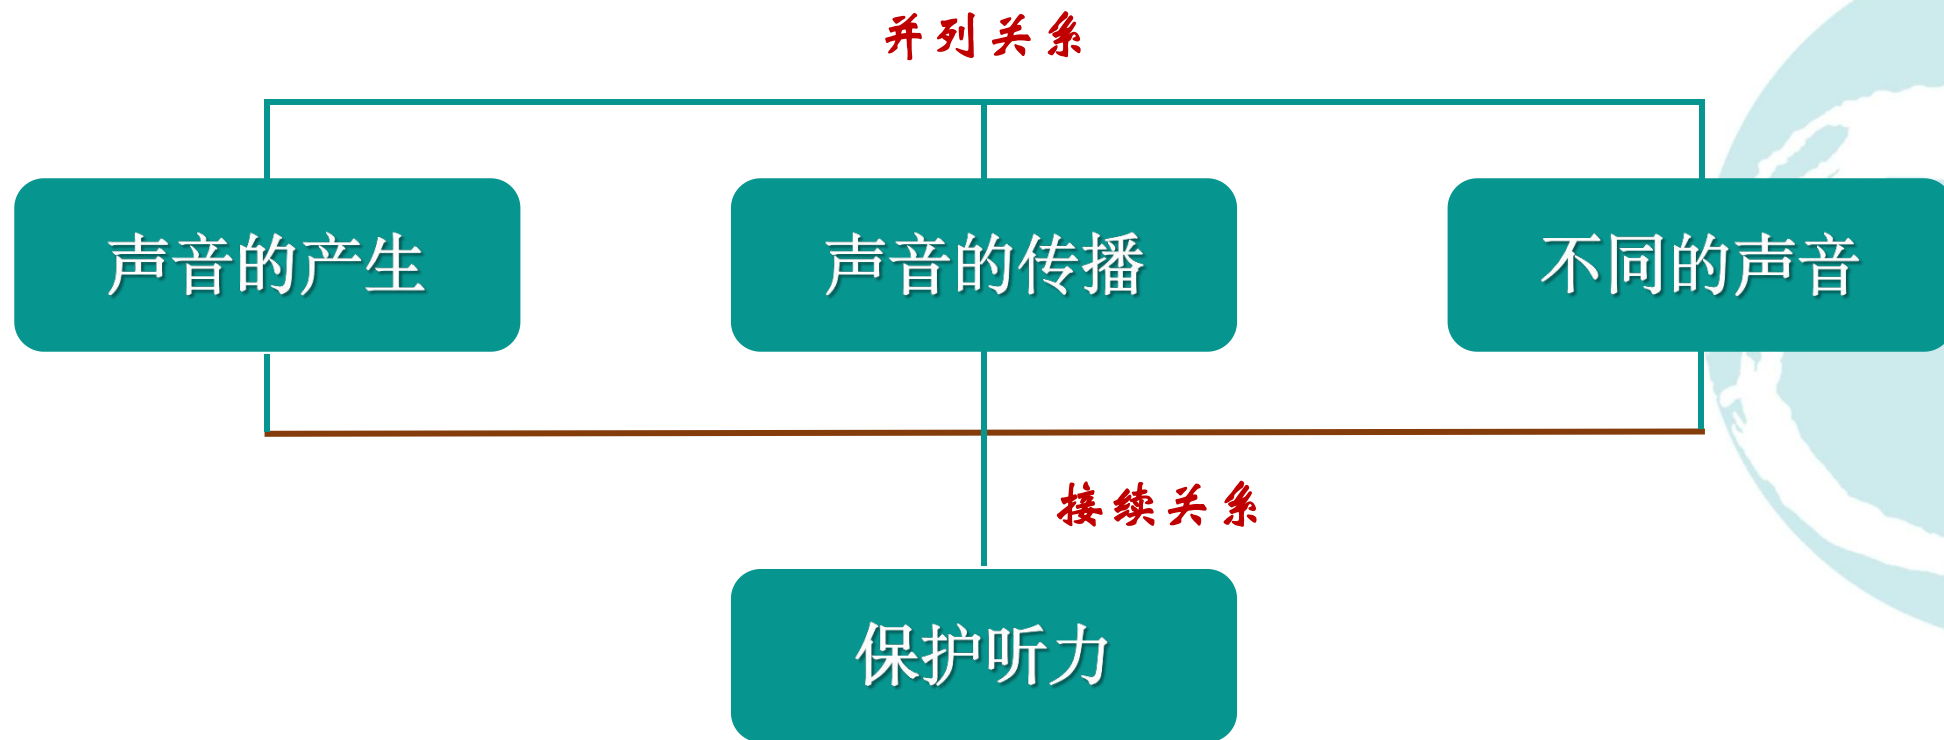 并列关系
声音的产生
声音的传播
不同的声音
接续关系
保护听力